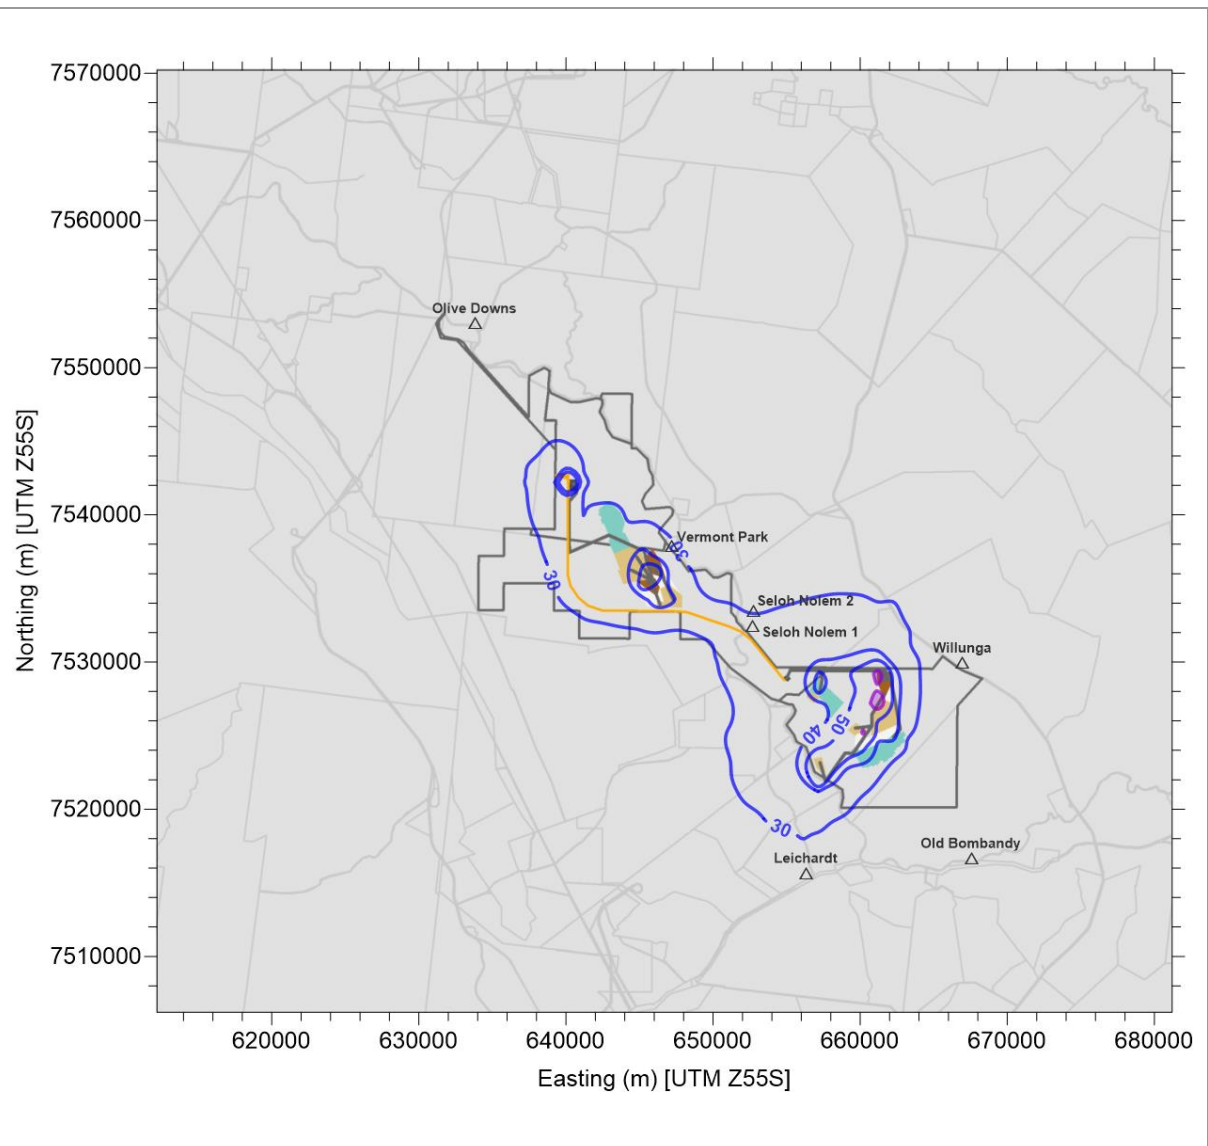 7570000
7560000
7550000
7540000
7530000
7520000
7510000
Northing (m) [UTM Z55S]
Olive Downs
Vermont Park
30
30
Seloh Nolem 2
Seloh Nolem 1
Willunga
50
40
30
Old Bombandy
Leichardt
620000 630000 640000 650000 660000 670000 680000
Easting (m) [UTM Z55S]